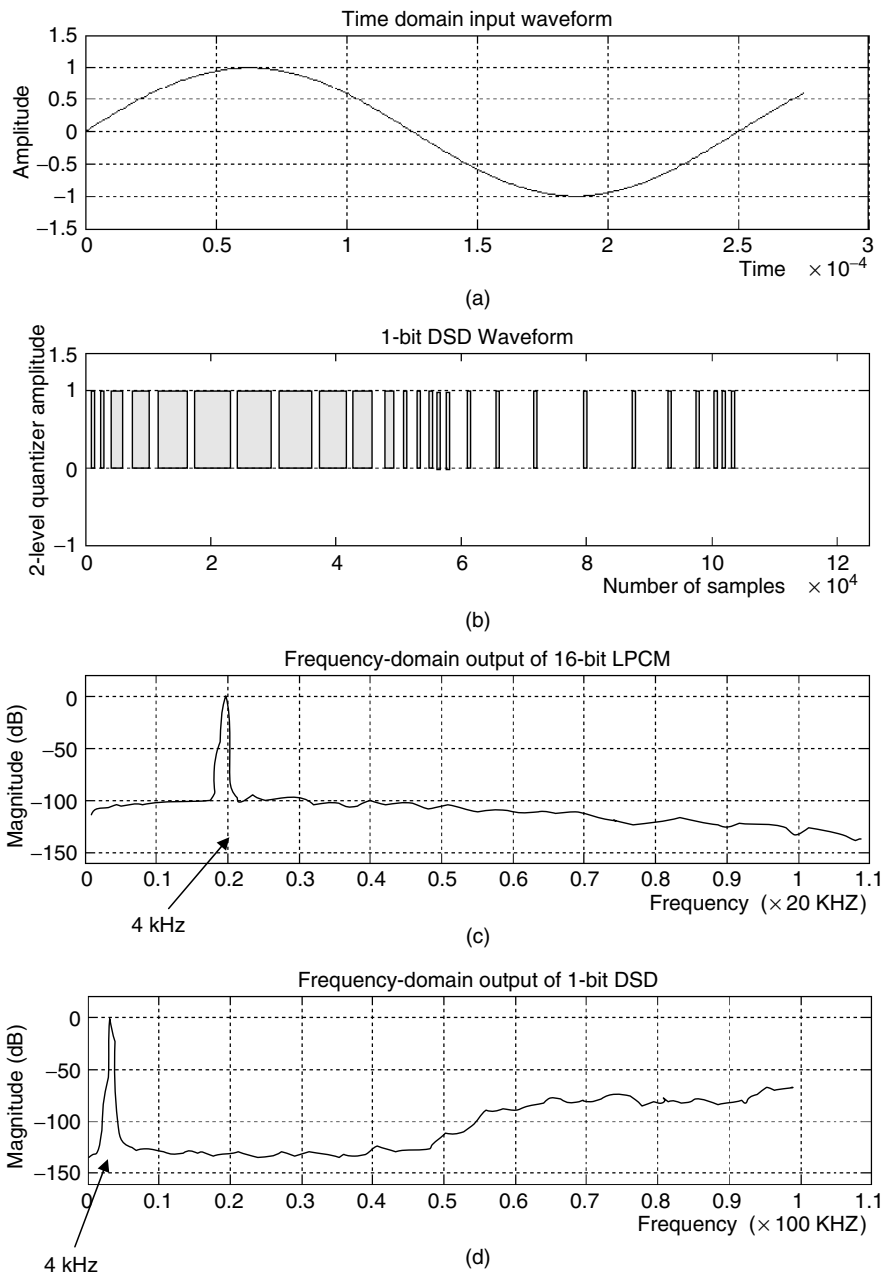 Time domain input waveform
1.5
1
0.5
0
−0.5
−1
−1.5
Amplitude
0 0.5 1 1.5 2 2.5 3
Time × 10−4
(a)
1-bit DSD Waveform
1.5
1
0
−1
2-level quantizer amplitude
0 2 4 6 8 10 12
Number of samples × 10^4
(b)
Frequency-domain output of 16-bit LPCM
0
−50
−100
−150
Magnitude (dB)
0 0.1 0.2 0.3 0.4 0.5 0.6 0.7 0.8 0.9 1 1.1
Frequency (× 20 KHZ)
4 kHz
(c)
Frequency-domain output of 1-bit DSD
0
−50
−100
−150
Magnitude (dB)
0 0.1 0.2 0.3 0.4 0.5 0.6 0.7 0.8 0.9 1 1.1
Frequency (× 100 KHZ)
4 kHz
(d)